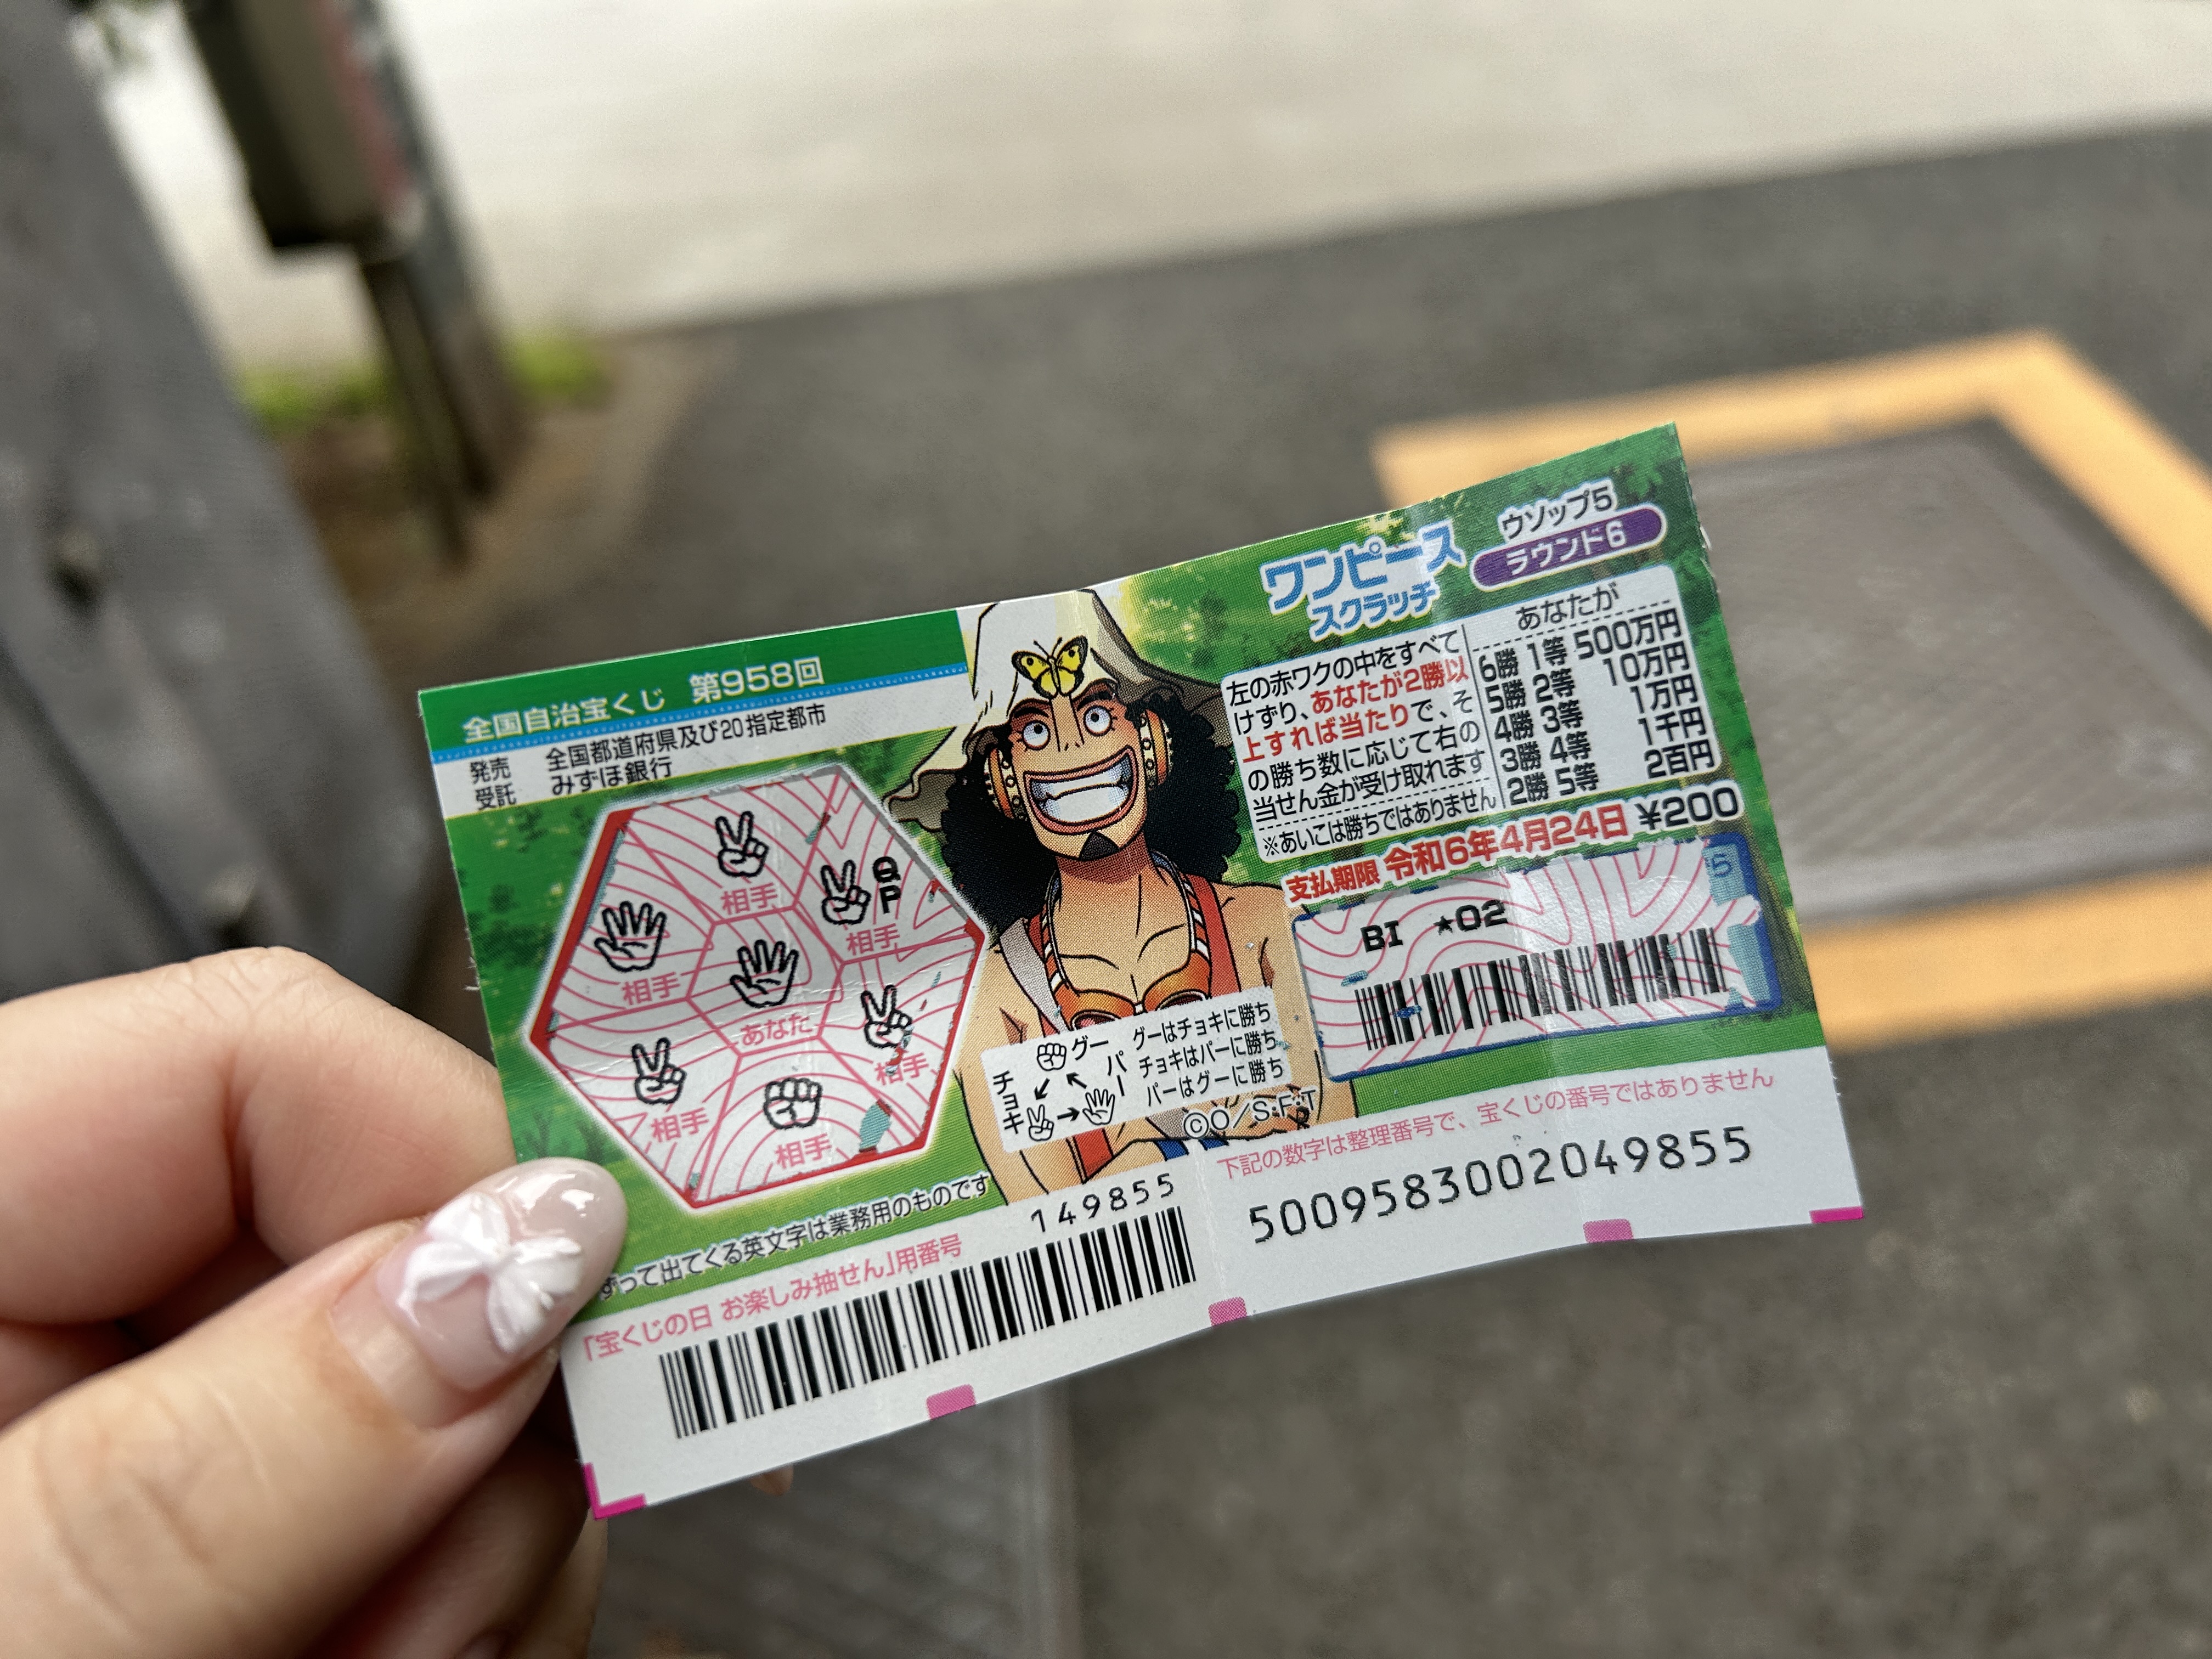 全国自治宝くじ 第958回
発売 全国都道府県及び20指定都市
受託 みずほ銀行
相手
相手
QP
相手
あなた
相手
相手
相手
ワンピース
スクラッチ
ウソップ5
ラウンド6
左の赤ワクの中をすべて
けずり、あなたが2勝以
上すれば当たりで、そ
の勝ち数に応じて右の
当せん金が受け取れます
※あいこは勝ちではありません
あなたが
6勝 1等 500万円
5勝 2等 10万円
4勝 3等 1万円
3勝 4等 1千円
2勝 5等 2百円
支払期限 令和6年4月24日 ¥200
BI ★02
グー
チョキ
パー
グーはチョキに勝ち
チョキはパーに勝ち
パーはグーに勝ち
©O/S・F・T
ずって出てくる英文字は業務用のものです
「宝くじの日 お楽しみ抽せん」用番号
149855
下記の数字は整理番号で、宝くじの番号ではありません
5009583002049855